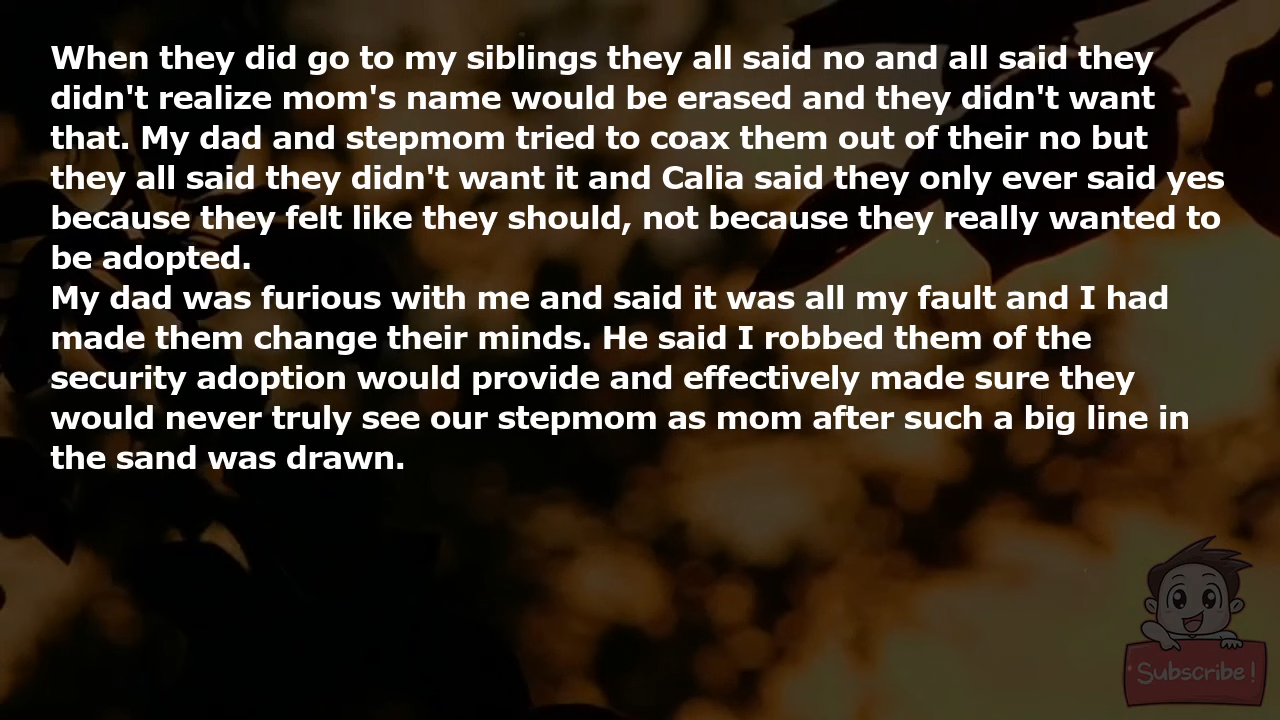 When they did go to my siblings they all said no and all said they
didn't realize mom's name would be erased and they didn't want
that. My dad and stepmom tried to coax them out of their no but
they all said they didn't want it and Calia said they only ever said yes
because they felt like they should, not because they really wanted to
be adopted.
My dad was furious with me and said it was all my fault and I had
made them change their minds. He said I robbed them of the
security adoption would provide and effectively made sure they
would never truly see our stepmom as mom after such a big line in
the sand was drawn.
Subscribe!